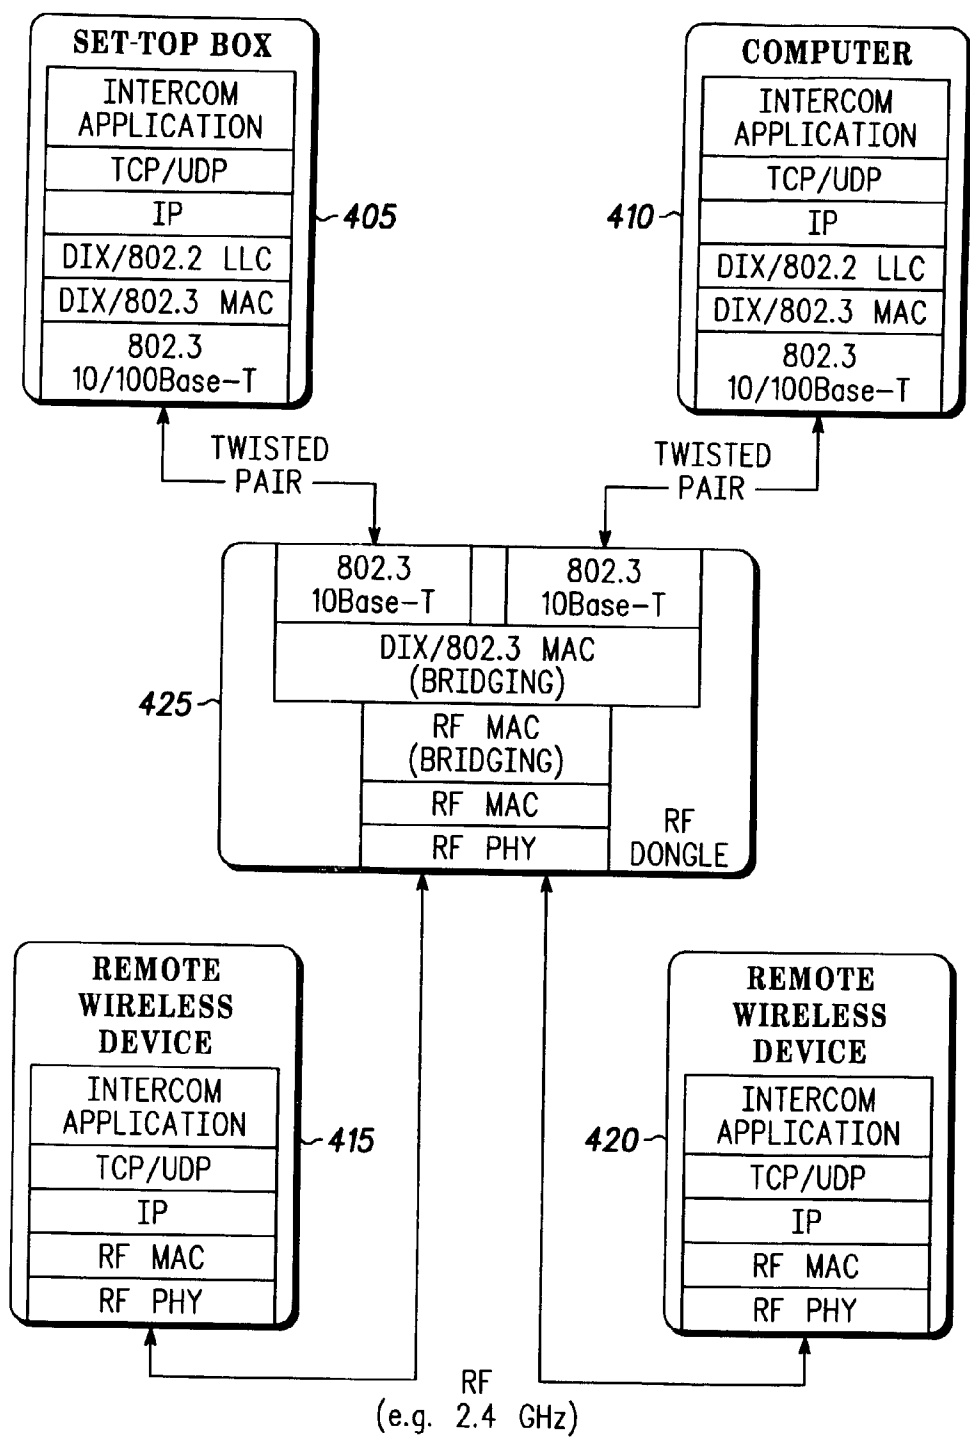 SET-TOP BOX
INTERCOM
APPLICATION
TCP/UDP
IP
DIX/802.2 LLC
DIX/802.3 MAC
802.3
10/100Base-T
405
COMPUTER
INTERCOM
APPLICATION
TCP/UDP
IP
DIX/802.2 LLC
DIX/802.3 MAC
802.3
10/100Base-T
410
TWISTED
PAIR
TWISTED
PAIR
802.3
10Base-T
802.3
10Base-T
DIX/802.3 MAC
(BRIDGING)
425
RF MAC
(BRIDGING)
RF MAC
RF PHY
RF
DONGLE
REMOTE
WIRELESS
DEVICE
INTERCOM
APPLICATION
TCP/UDP
IP
RF MAC
RF PHY
415
REMOTE
WIRELESS
DEVICE
INTERCOM
APPLICATION
TCP/UDP
IP
RF MAC
RF PHY
420
RF
(e.g. 2.4 GHz)